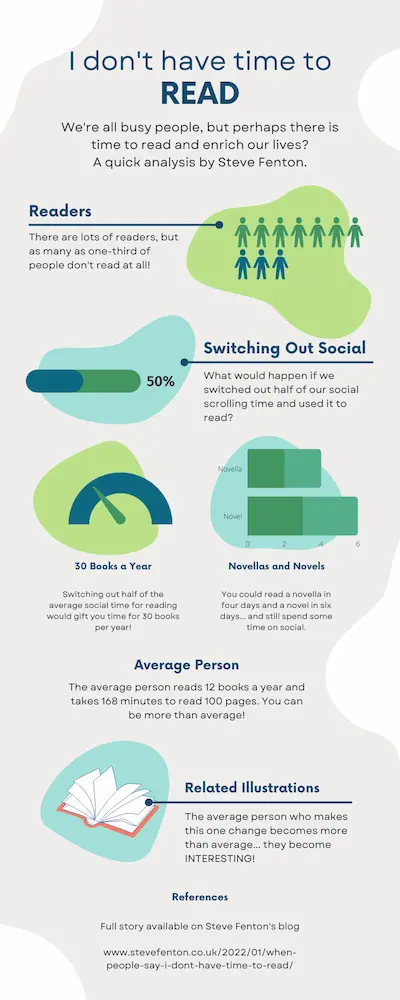 I don't have time to
READ
We're all busy people, but perhaps there is
time to read and enrich our lives?
A quick analysis by Steve Fenton.
Readers
There are lots of readers, but
as many as one-third of
people don't read at all!
Switching Out Social
50%
What would happen if we
switched out half of our social
scrolling time and used it to
read?
30 Books a Year
Switching out half of the
average social time for reading
would gift you time for 30 books
per year!
Novella
Novel
0 2 4 6
Novellas and Novels
You could read a novella in
four days and a novel in six
days... and still spend some
time on social.
Average Person
The average person reads 12 books a year and
takes 168 minutes to read 100 pages. You can
be more than average!
Related Illustrations
The average person who makes
this one change becomes more
than average... they become
INTERESTING!
References
Full story available on Steve Fenton's blog
www.stevefenton.co.uk/2022/01/when-
people-say-i-dont-have-time-to-read/